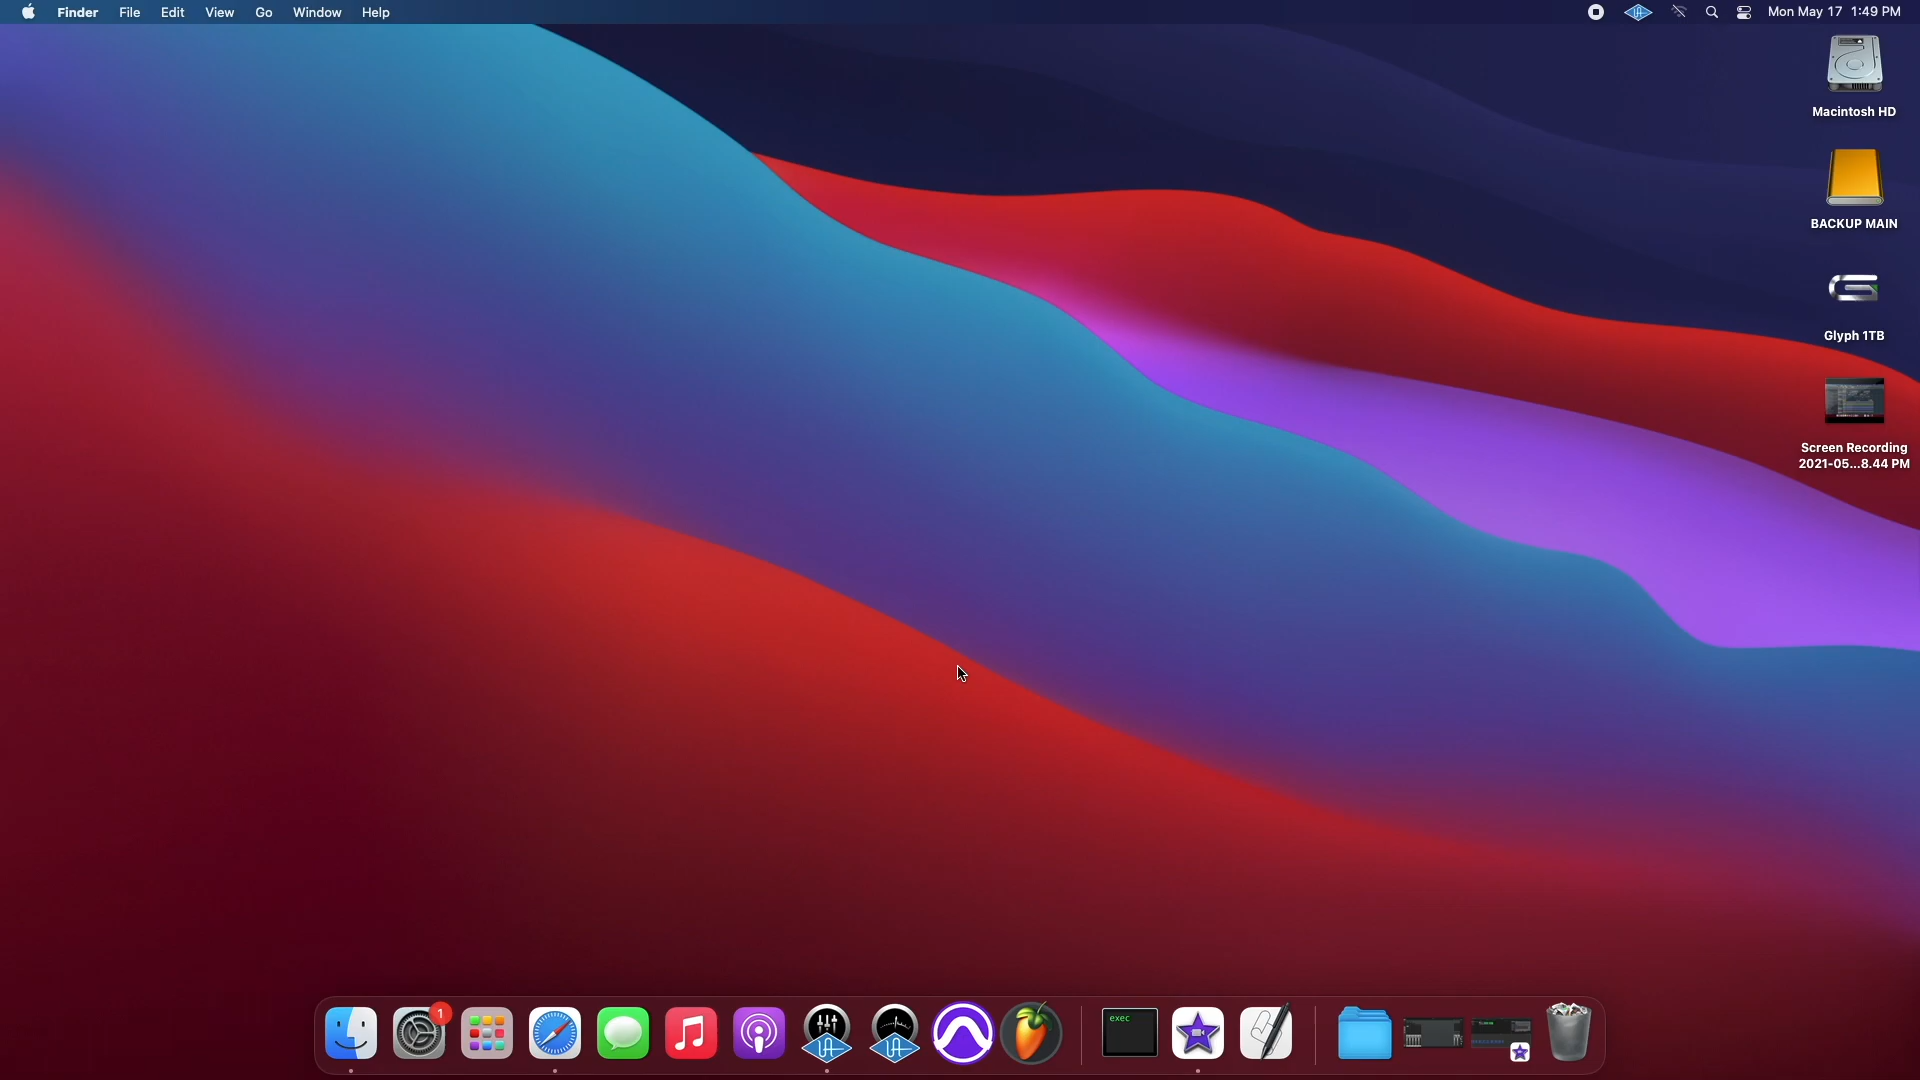 Finder File Edit View Go Window Help Mon May 17 1:49 PM
Macintosh HD
BACKUP MAIN
Glyph 1TB
Screen Recording
2021-05...8.44 PM
1
exec